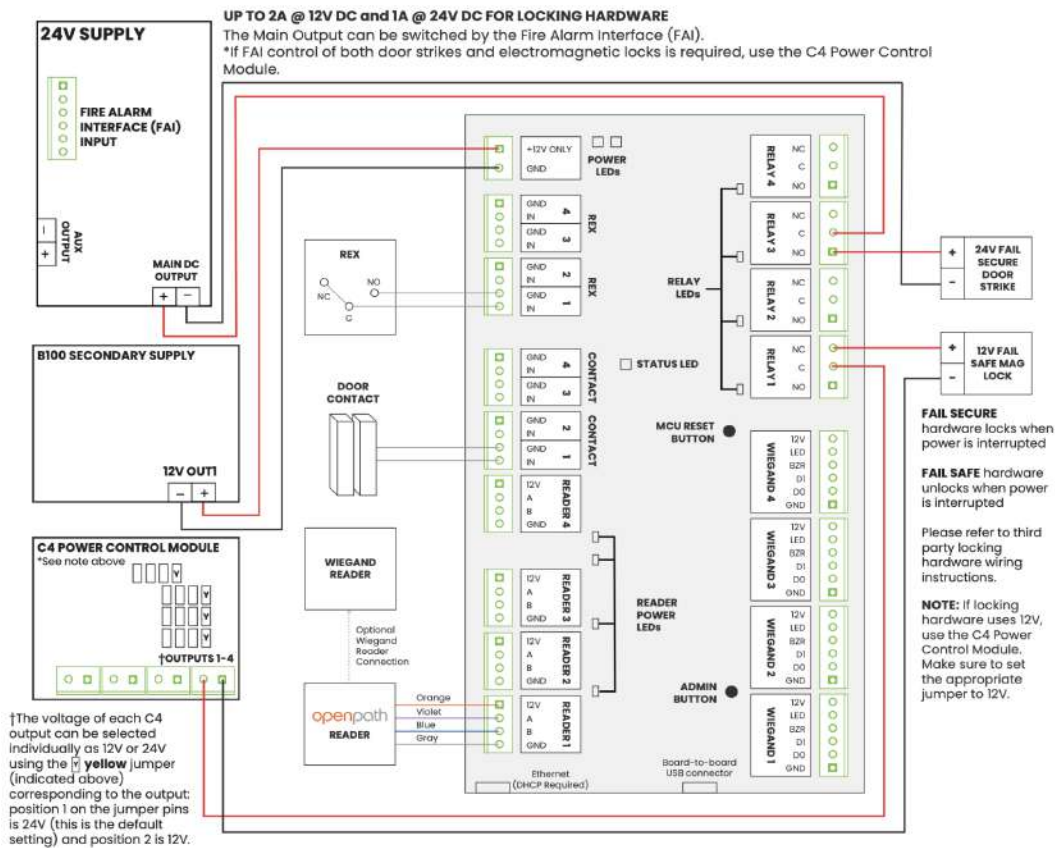 UP TO 2A @ 12V DC and 1A @ 24V DC FOR LOCKING HARDWARE
The Main Output can be switched by the Fire Alarm Interface (FAI).
*If FAI control of both door strikes and electromagnetic locks is required, use the C4 Power Control
Module.
24V SUPPLY
FIRE ALARM
INTERFACE (FAI)
INPUT
AUX
OUTPUT
–
+
MAIN DC
OUTPUT
+ –
B100 SECONDARY SUPPLY
12V OUT1
– +
C4 POWER CONTROL MODULE
*See note above
Y
Y
Y
Y
†OUTPUTS 1-4
†The voltage of each C4
output can be selected
individually as 12V or 24V
using the Y yellow jumper
(indicated above)
corresponding to the output;
position 1 on the jumper pins
is 24V (this is the default
setting) and position 2 is 12V.
REX
NO
NC
C
DOOR
CONTACT
WIEGAND
READER
Optional
Wiegand
Reader
Connection
openpath
READER
Orange
Violet
Blue
Gray
+12V ONLY
GND
POWER
LEDs
GND
IN
4
GND
IN
3
REX
GND
IN
2
GND
IN
1
REX
GND
IN
4
GND
IN
3
CONTACT
GND
IN
2
GND
IN
1
CONTACT
12V
A
B
GND
READER 4
12V
A
B
GND
READER 3
12V
A
B
GND
READER 2
12V
A
B
GND
READER 1
Ethernet
(DHCP Required)
Board-to-board
USB connector
RELAY
LEDs
STATUS LED
MCU RESET
BUTTON
READER
POWER
LEDs
ADMIN
BUTTON
RELAY 4
NC
C
NO
RELAY 3
NC
C
NO
RELAY 2
NC
C
NO
RELAY 1
NC
C
NO
WIEGAND 4
12V
LED
BZR
D1
D0
GND
WIEGAND 3
12V
LED
BZR
D1
D0
GND
WIEGAND 2
12V
LED
BZR
D1
D0
GND
WIEGAND 1
12V
LED
BZR
D1
D0
GND
+
–
24V FAIL
SECURE
DOOR
STRIKE
+
–
12V FAIL
SAFE MAG
LOCK
FAIL SECURE
hardware locks when
power is interrupted
FAIL SAFE hardware
unlocks when power
is interrupted
Please refer to third
party locking
hardware wiring
instructions.
NOTE: If locking
hardware uses 12V,
use the C4 Power
Control Module.
Make sure to set
the appropriate
jumper to 12V.